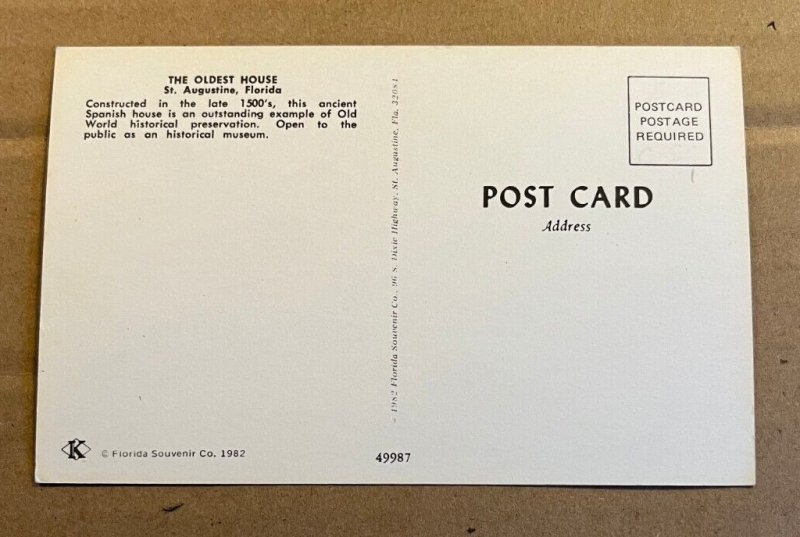 THE OLDEST HOUSE
St. Augustine, Florida
Constructed in the late 1500's, this ancient
Spanish house is an outstanding example of Old
World historical preservation. Open to the
public as an historical museum.
K
© Florida Souvenir Co. 1982
© 1982 Florida Souvenir Co., 96 S. Dixie Highway, St. Augustine, Fla. 32084
49987
POSTCARD
POSTAGE
REQUIRED
POST CARD
Address